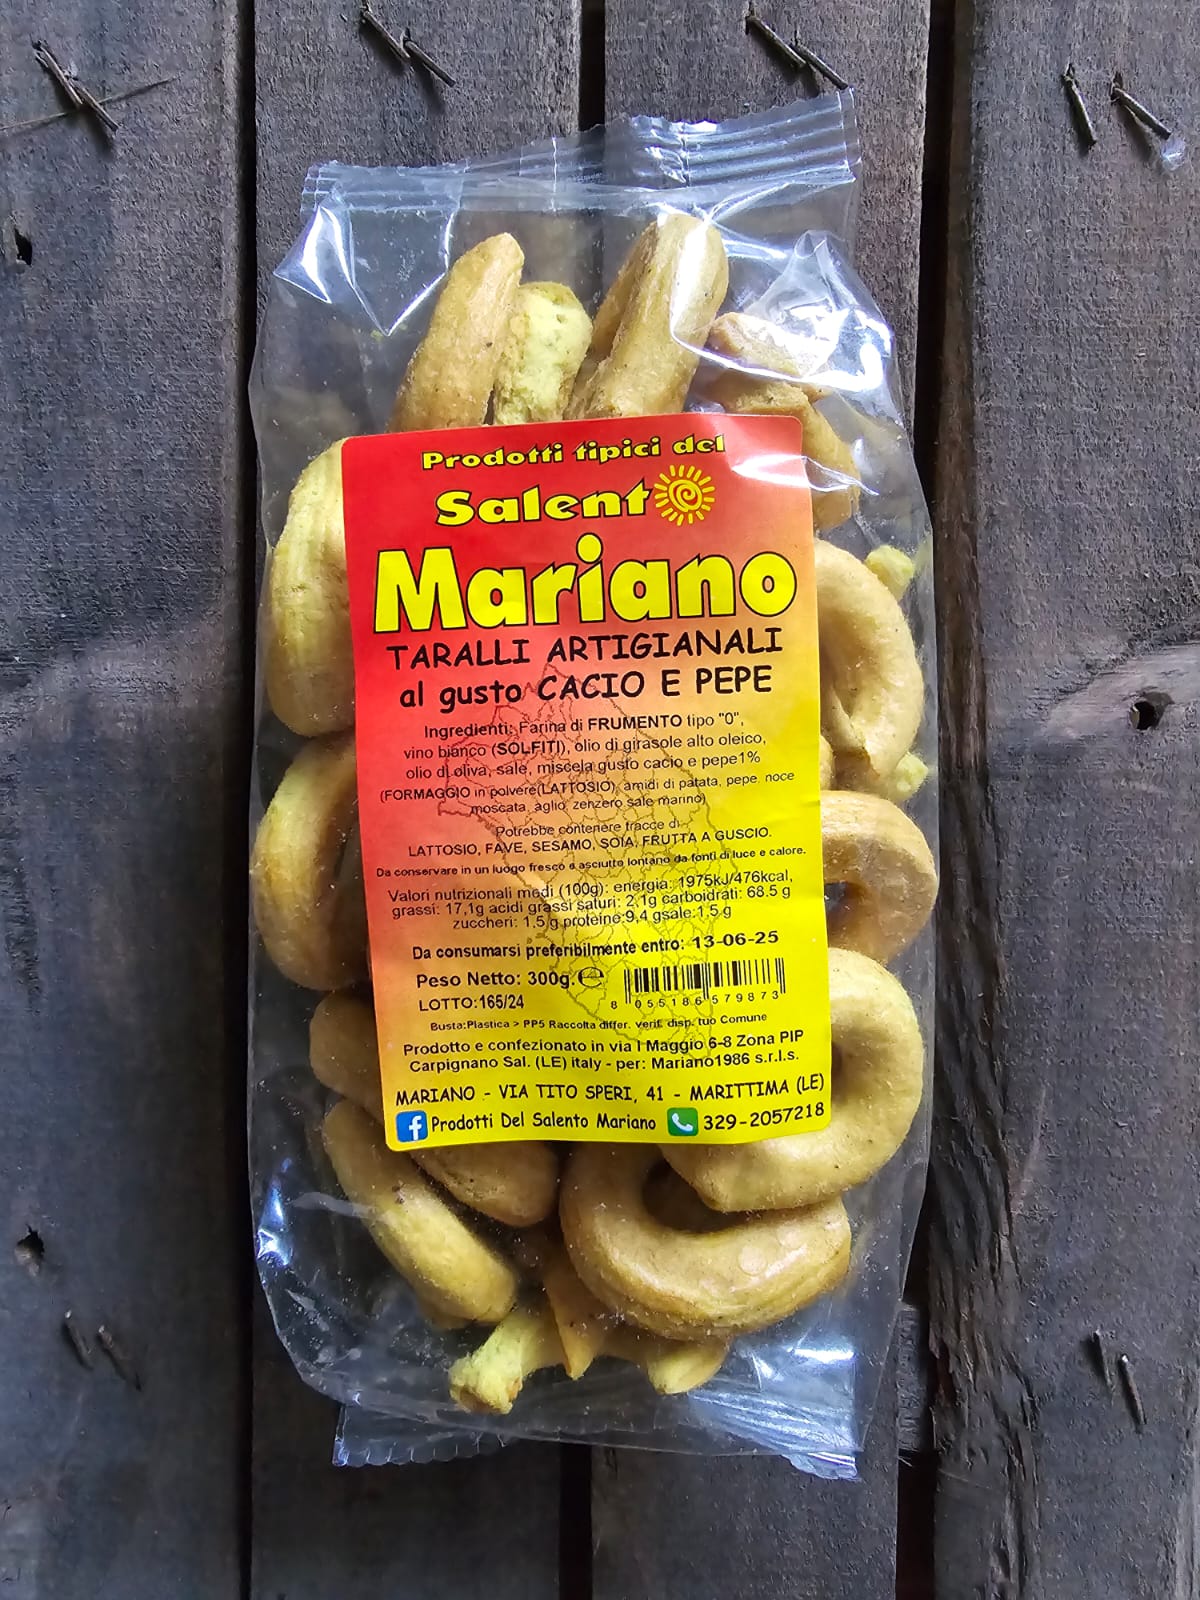 Prodotti tipici del
Salento
Mariano
TARALLI ARTIGIANALI
al gusto CACIO E PEPE
Ingredienti: Farina di FRUMENTO tipo "0",
vino bianco (SOLFITI), olio di girasole alto oleico,
olio di oliva, sale, miscela gusto cacio e pepe1%
(FORMAGGIO in polvere(LATTOSIO), amidi di patata, pepe, noce
moscata, aglio, zenzero sale marino)
Potrebbe contenere tracce di:
LATTOSIO, FAVE, SESAMO, SOIA, FRUTTA A GUSCIO.
Da conservare in un luogo fresco e asciutto lontano da fonti di luce e calore.
Valori nutrizionali medi (100g): energia: 1975kJ/476kcal,
grassi: 17,1g acidi grassi saturi: 2,1g carboidrati: 68.5 g
zuccheri: 1,5 g proteine:9,4 gsale:1,5 g
Da consumarsi preferibilmente entro: 13-06-25
Peso Netto: 300g. e
LOTTO:165/24
8 055186 579873
Busta:Plastica > PP5 Raccolta differ. verif. disp. tuo Comune
Prodotto e confezionato in via I Maggio 6-8 Zona PIP
Carpignano Sal. (LE) italy - per: Mariano1986 s.r.l.s.
MARIANO - VIA TITO SPERI, 41 - MARITTIMA (LE)
f Prodotti Del Salento Mariano 329-2057218